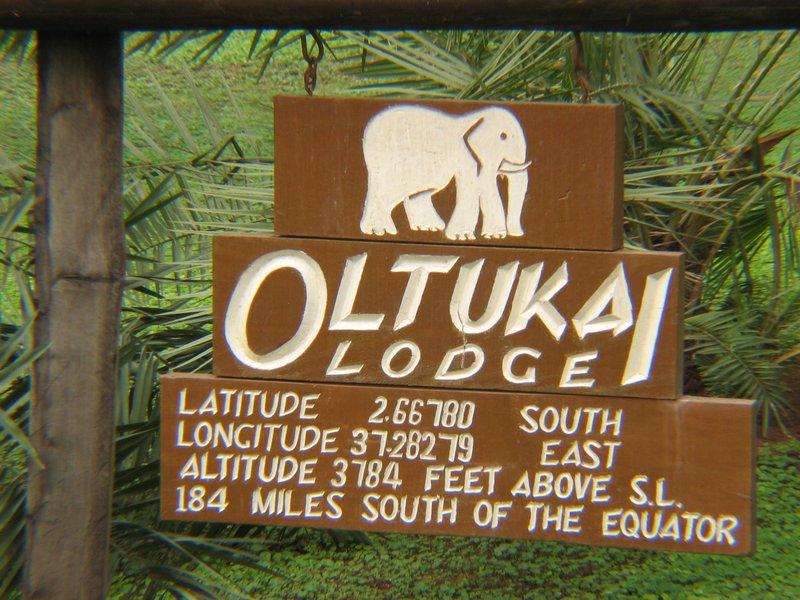 OLTUKAI
LODGE
LATITUDE 2.66780 SOUTH
LONGITUDE 37.28279 EAST
ALTITUDE 3784 FEET ABOVE S.L.
184 MILES SOUTH OF THE EQUATOR